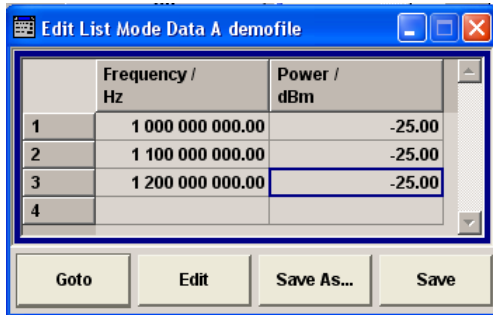 Edit List Mode Data A demofile
Frequency / Power /
Hz dBm
1 1 000 000 000.00 -25.00
2 1 100 000 000.00 -25.00
3 1 200 000 000.00 -25.00
4
Goto Edit Save As... Save